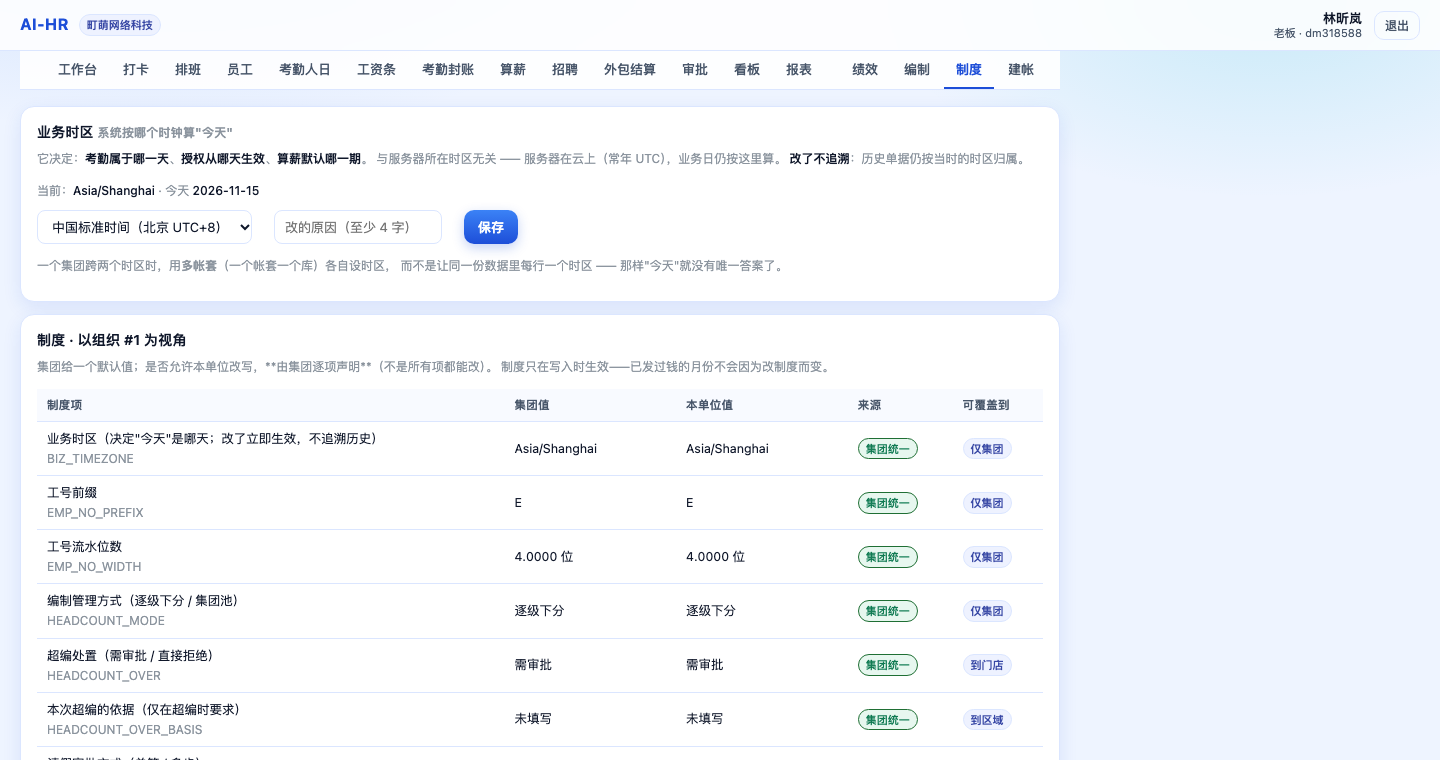 AI-HR 町萌网络科技
林昕岚
老板 · dm318588
退出
工作台 打卡 排班 员工 考勤人日 工资条 考勤封账 算薪 招聘 外包结算 审批 看板 报表 绩效 编制 制度 建帐
业务时区 系统按哪个时钟算"今天"
它决定：考勤属于哪一天、授权从哪天生效、算薪默认哪一期。 与服务器所在时区无关 —— 服务器在云上（常年 UTC），业务日仍按这里算。 改了不追溯：历史单据仍按当时的时区归属。
当前：Asia/Shanghai · 今天 2026-11-15
中国标准时间（北京 UTC+8） 改的原因（至少 4 字） 保存
一个集团跨两个时区时，用多帐套（一个帐套一个库）各自设时区， 而不是让同一份数据里每行一个时区 —— 那样"今天"就没有唯一答案了。
制度 · 以组织 #1 为视角
集团给一个默认值；是否允许本单位改写，**由集团逐项声明**（不是所有项都能改）。 制度只在写入时生效——已发过钱的月份不会因为改制度而变。
制度项 集团值 本单位值 来源 可覆盖到
业务时区（决定"今天"是哪天；改了立即生效，不追溯历史）
BIZ_TIMEZONE
Asia/Shanghai Asia/Shanghai 集团统一 仅集团
工号前缀
EMP_NO_PREFIX
E E 集团统一 仅集团
工号流水位数
EMP_NO_WIDTH
4.0000 位 4.0000 位 集团统一 仅集团
编制管理方式（逐级下分 / 集团池）
HEADCOUNT_MODE
逐级下分 逐级下分 集团统一 仅集团
超编处置（需审批 / 直接拒绝）
HEADCOUNT_OVER
需审批 需审批 集团统一 到门店
本次超编的依据（仅在超编时要求）
HEADCOUNT_OVER_BASIS
未填写 未填写 集团统一 到区域